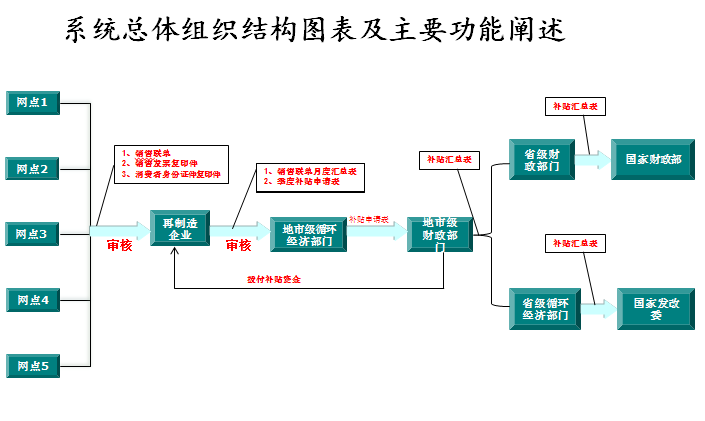 系统总体组织结构图表及主要功能阐述
网点1
网点2
网点3
网点4
网点5
1、销售联单
2、销售发票复印件
3、消费者身份证件复印件
审核
再制造
企业
1、销售联单月度汇总表
2、季度补贴申请表
审核
地市级循环
经济部门
补贴申请表
地市级
财政部
门
拨付补贴资金
补贴汇总表
省级财
政部门
补贴汇总表
国家财政部
省级循环
经济部门
补贴汇总表
国家发改
委